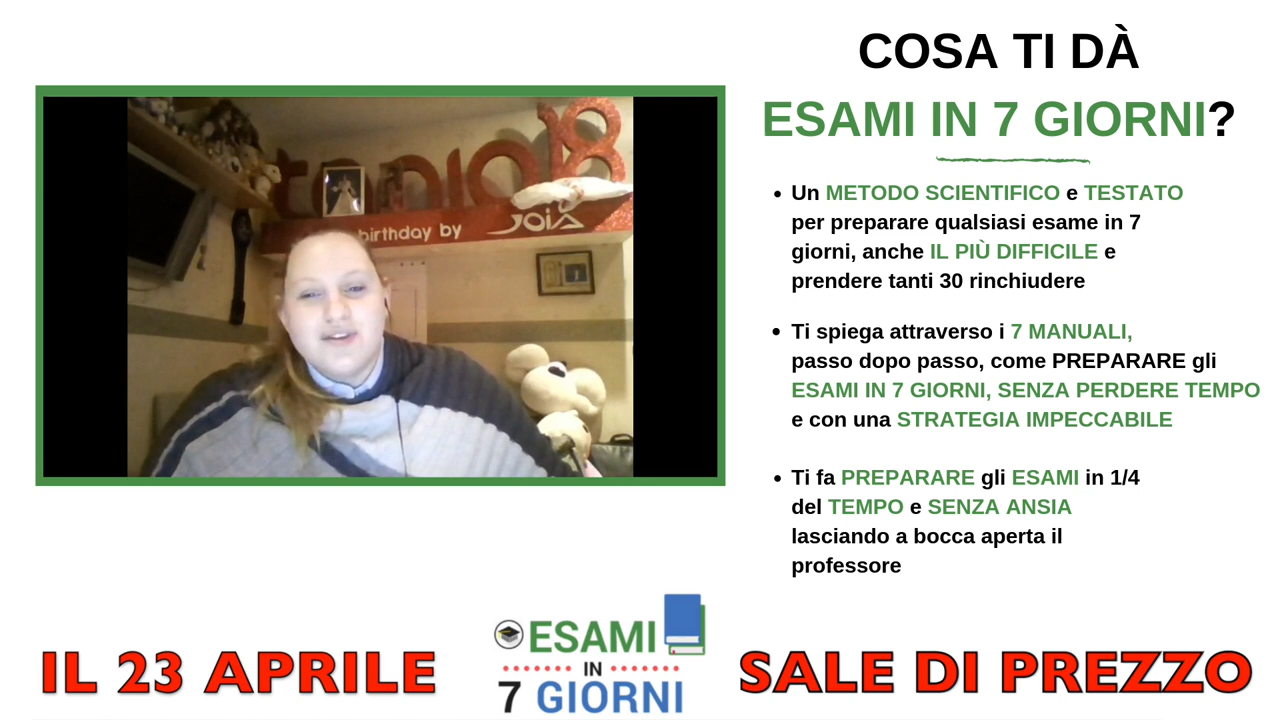 COSA TI DÀ
ESAMI IN 7 GIORNI?
tania 18
birthday by JOIA
• Un METODO SCIENTIFICO e TESTATO
per preparare qualsiasi esame in 7
giorni, anche IL PIÙ DIFFICILE e
prendere tanti 30 rinchiudere
• Ti spiega attraverso i 7 MANUALI,
passo dopo passo, come PREPARARE gli
ESAMI IN 7 GIORNI, SENZA PERDERE TEMPO
e con una STRATEGIA IMPECCABILE
• Ti fa PREPARARE gli ESAMI in 1/4
del TEMPO e SENZA ANSIA
lasciando a bocca aperta il
professore
IL 23 APRILE
ESAMI
IN
7 GIORNI
SALE DI PREZZO